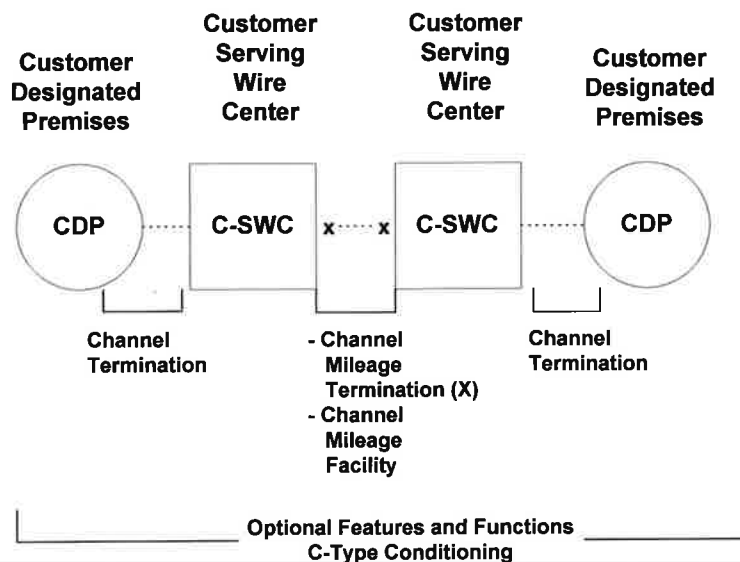 Customer
Designated
Premises
Customer
Serving
Wire
Center
Customer
Serving
Wire
Center
Customer
Designated
Premises
CDP
C-SWC
x
x
C-SWC
CDP
Channel
Termination
- Channel
Mileage
Termination (X)
- Channel
Mileage
Facility
Channel
Termination
Optional Features and Functions
C-Type Conditioning